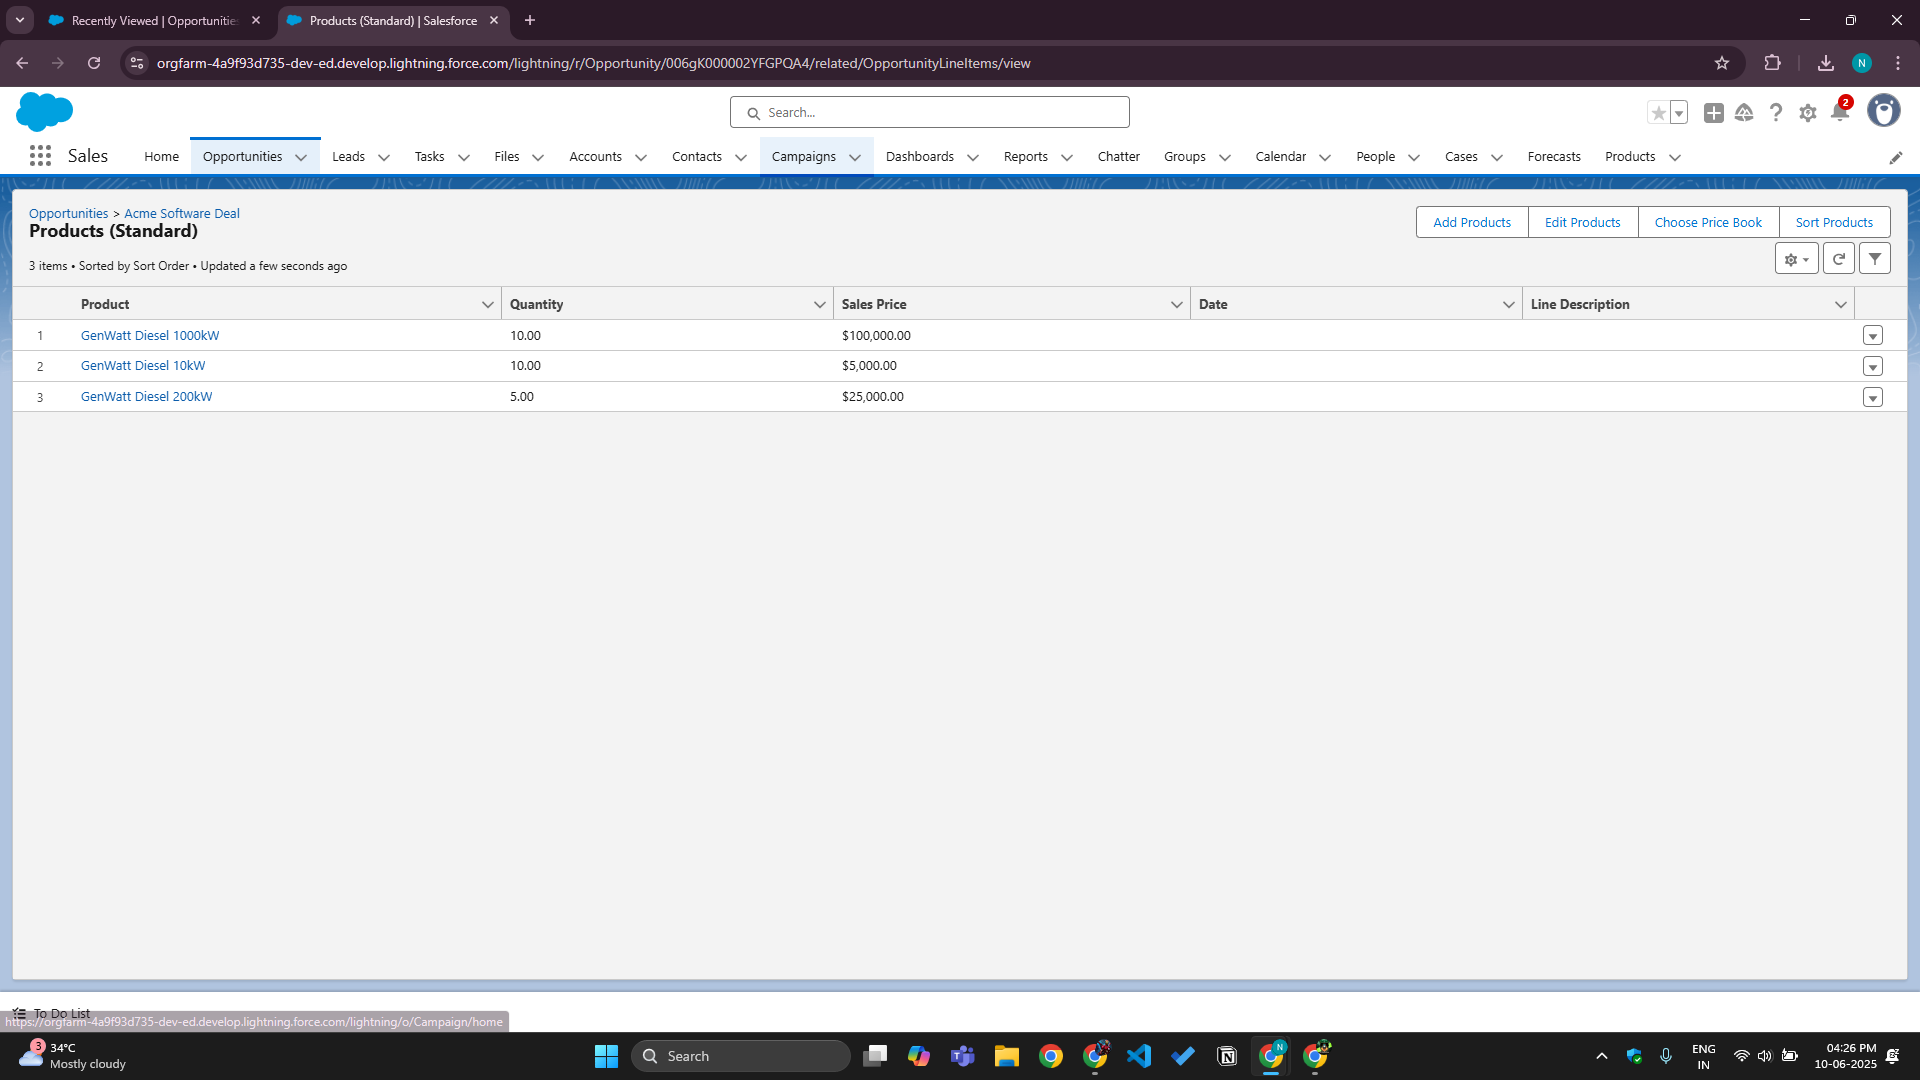 Recently Viewed | Opportunities
Products (Standard) | Salesforce
orgfarm-4a9f93d735-dev-ed.develop.lightning.force.com/lightning/r/Opportunity/006gK000002YFGPQA4/related/OpportunityLineItems/view
N
Search...
2
Sales
Home
Opportunities
Leads
Tasks
Files
Accounts
Contacts
Campaigns
Dashboards
Reports
Chatter
Groups
Calendar
People
Cases
Forecasts
Products
Opportunities > Acme Software Deal
Products (Standard)
Add Products
Edit Products
Choose Price Book
Sort Products
3 items • Sorted by Sort Order • Updated a few seconds ago
Product Quantity Sales Price Date Line Description
1 GenWatt Diesel 1000kW 10.00 $100,000.00
2 GenWatt Diesel 10kW 10.00 $5,000.00
3 GenWatt Diesel 200kW 5.00 $25,000.00
To Do List
https://orgfarm-4a9f93d735-dev-ed.develop.lightning.force.com/lightning/o/Campaign/home
3
34°C
Mostly cloudy
Search
N
ENG
IN
04:26 PM
10-06-2025